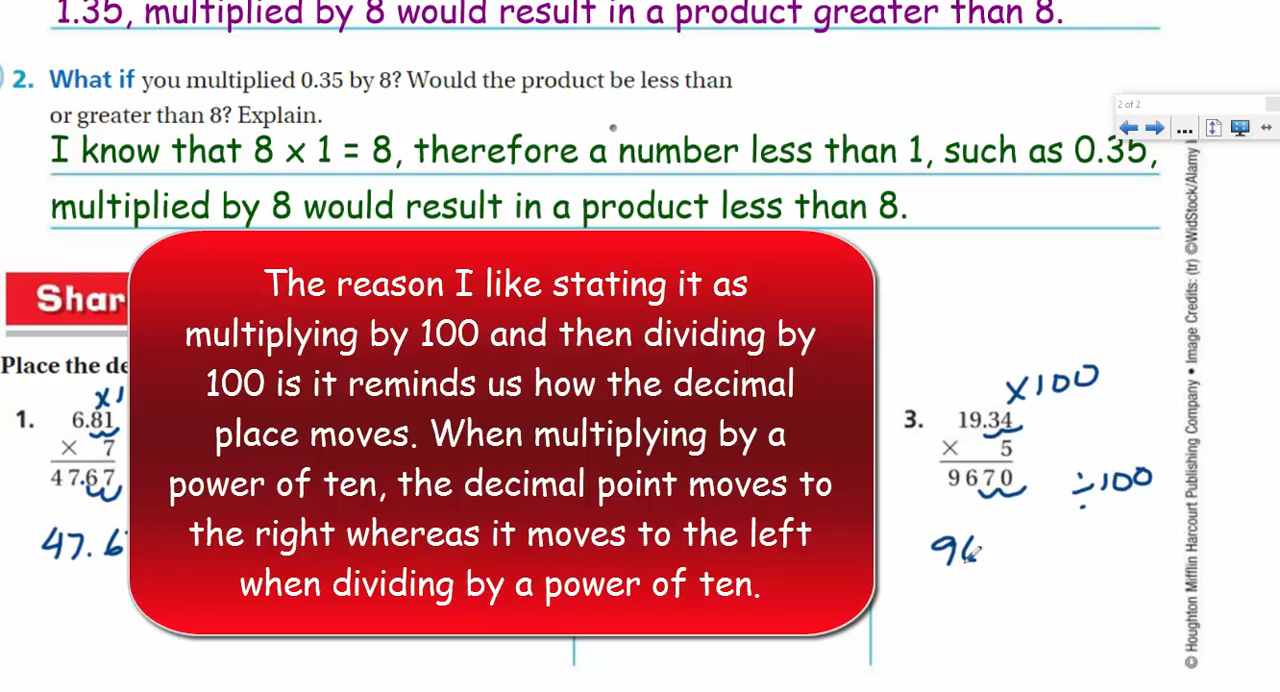 1.35, multiplied by 8 would result in a product greater than 8.
2. What if you multiplied 0.35 by 8? Would the product be less than
or greater than 8? Explain.
I know that 8 x 1 = 8, therefore a number less than 1, such as 0.35,
multiplied by 8 would result in a product less than 8.
2 of 2
Shar
Place the de
The reason I like stating it as
multiplying by 100 and then dividing by
100 is it reminds us how the decimal
place moves. When multiplying by a
power of ten, the decimal point moves to
the right whereas it moves to the left
when dividing by a power of ten.
x1
1. 6.81
× 7
47.67
47.6
x100
3. 19.34
× 5
9670
÷100
96
© Houghton Mifflin Harcourt Publishing Company • Image Credits: (tr) ©WidStock/Alamy